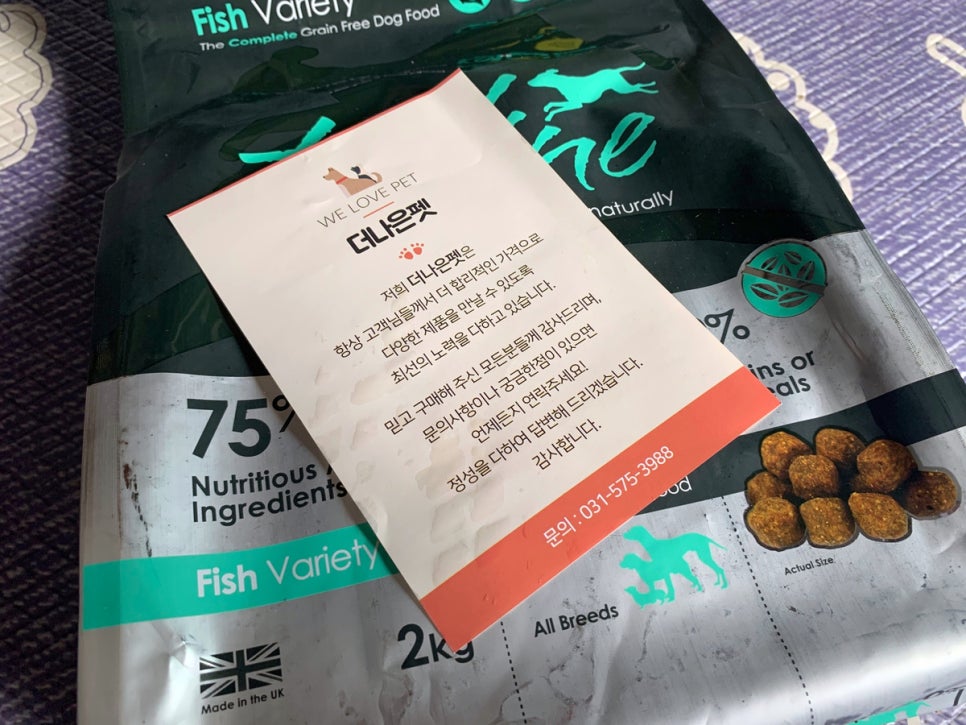 Fish Variety
The Complete Grain Free Dog Food
naturally
WE LOVE PET
더나은펫
저희 더나은펫은
항상 고객님들께서 더 합리적인 가격으로
다양한 제품을 만날 수 있도록
최선의 노력을 다하고 있습니다.
믿고 구매해 주신 모든분들께 감사드리며,
문의사항이나 궁금한점이 있으면
언제든지 연락주세요!
정성을 다하여 답변해 드리겠습니다.
감사합니다.
문의 : 031-575-3988
75%
Nutritious
Ingredients
%
or
Fish Variety
2kg
All Breeds
Actual Size
Made in the UK